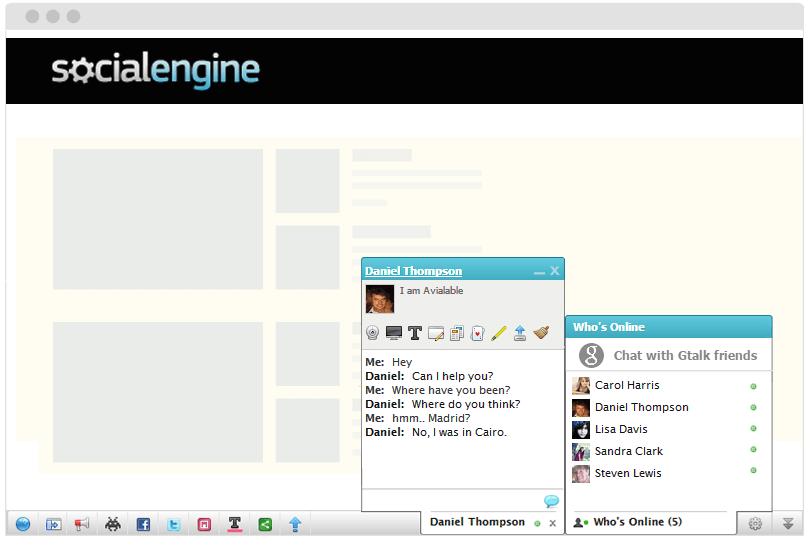 socialengine
Daniel Thompson
I am Avialable
Me: Hey
Daniel: Can I help you?
Me: Where have you been?
Daniel: Where do you think?
Me: hmm.. Madrid?
Daniel: No, I was in Cairo.
Daniel Thompson
Who's Online
Chat with Gtalk friends
Carol Harris
Daniel Thompson
Lisa Davis
Sandra Clark
Steven Lewis
Who's Online (5)